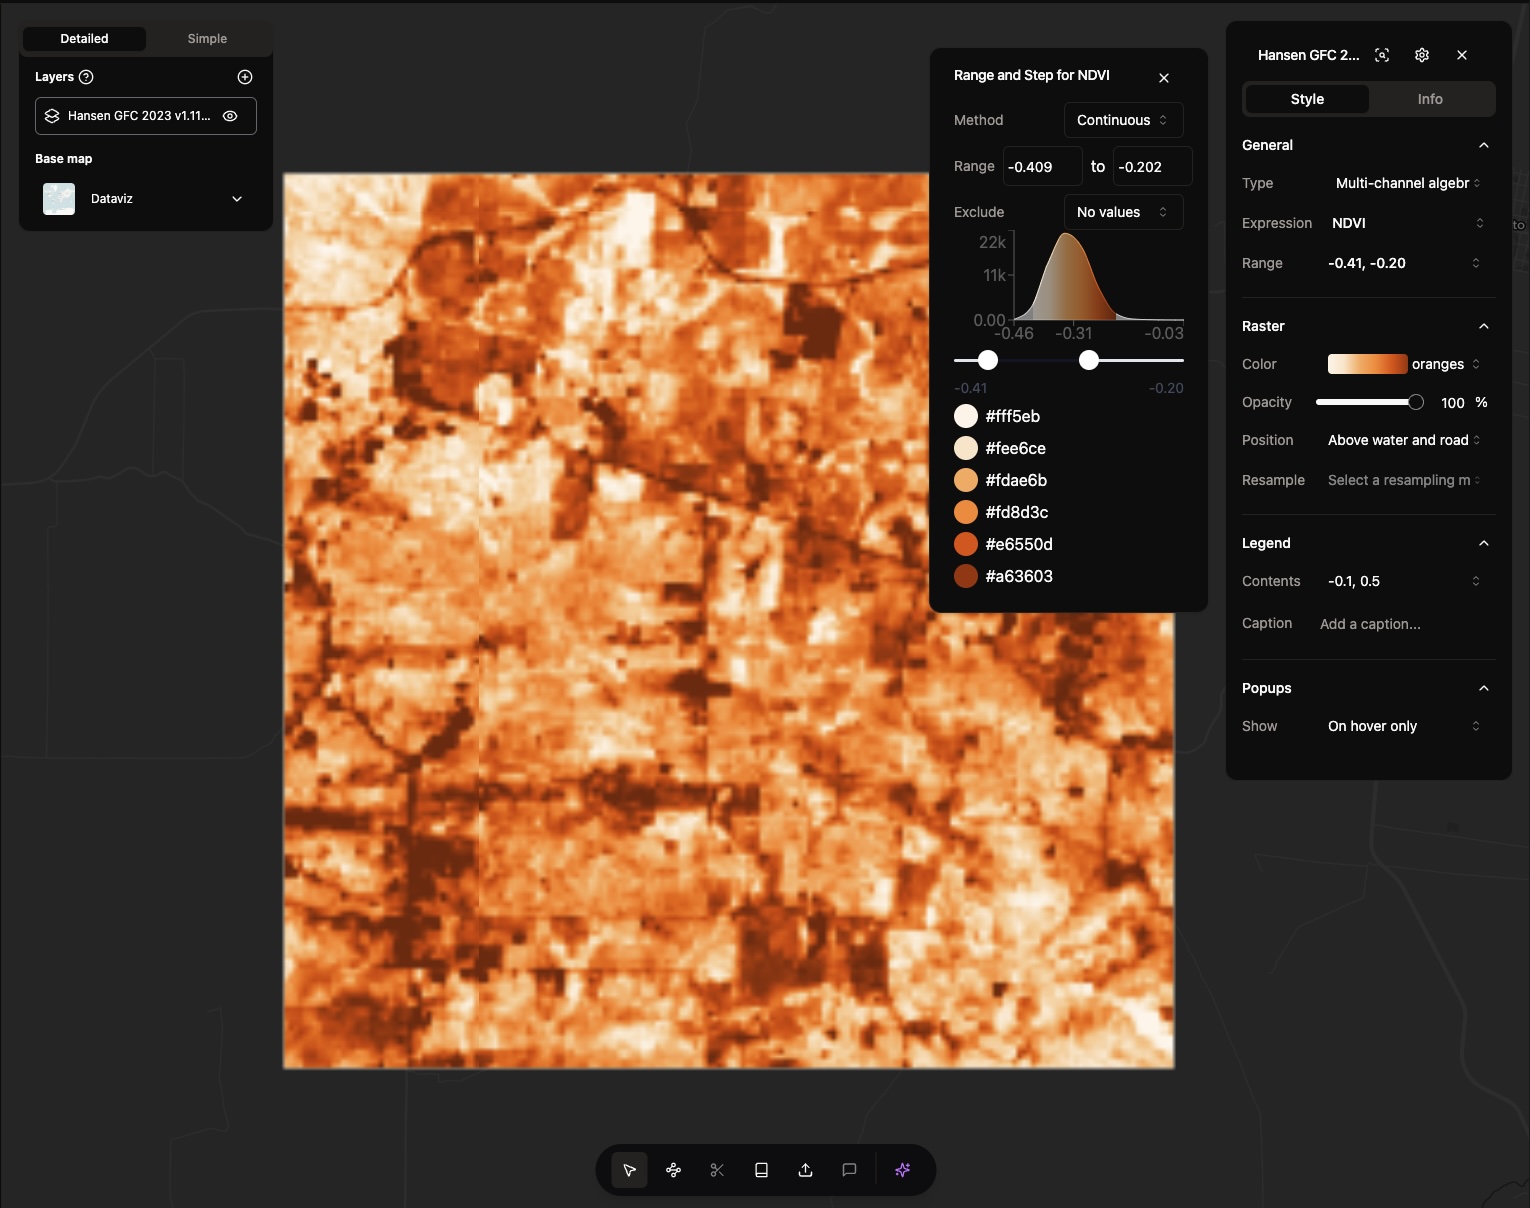 Detailed
Simple
Layers
Hansen GFC 2023 v1.11...
Base map
Dataviz
Range and Step for NDVI
Method
Continuous
Range
-0.409
to
-0.202
Exclude
No values
22k
11k
0.00
-0.46
-0.31
-0.03
-0.41
-0.20
#fff5eb
#fee6ce
#fdae6b
#fd8d3c
#e6550d
#a63603
Hansen GFC 2...
Style
Info
General
Type
Multi-channel algebr
Expression
NDVI
Range
-0.41, -0.20
Raster
Color
oranges
Opacity
100 %
Position
Above water and road
Resample
Select a resampling m
Legend
Contents
-0.1, 0.5
Caption
Add a caption...
Popups
Show
On hover only
to